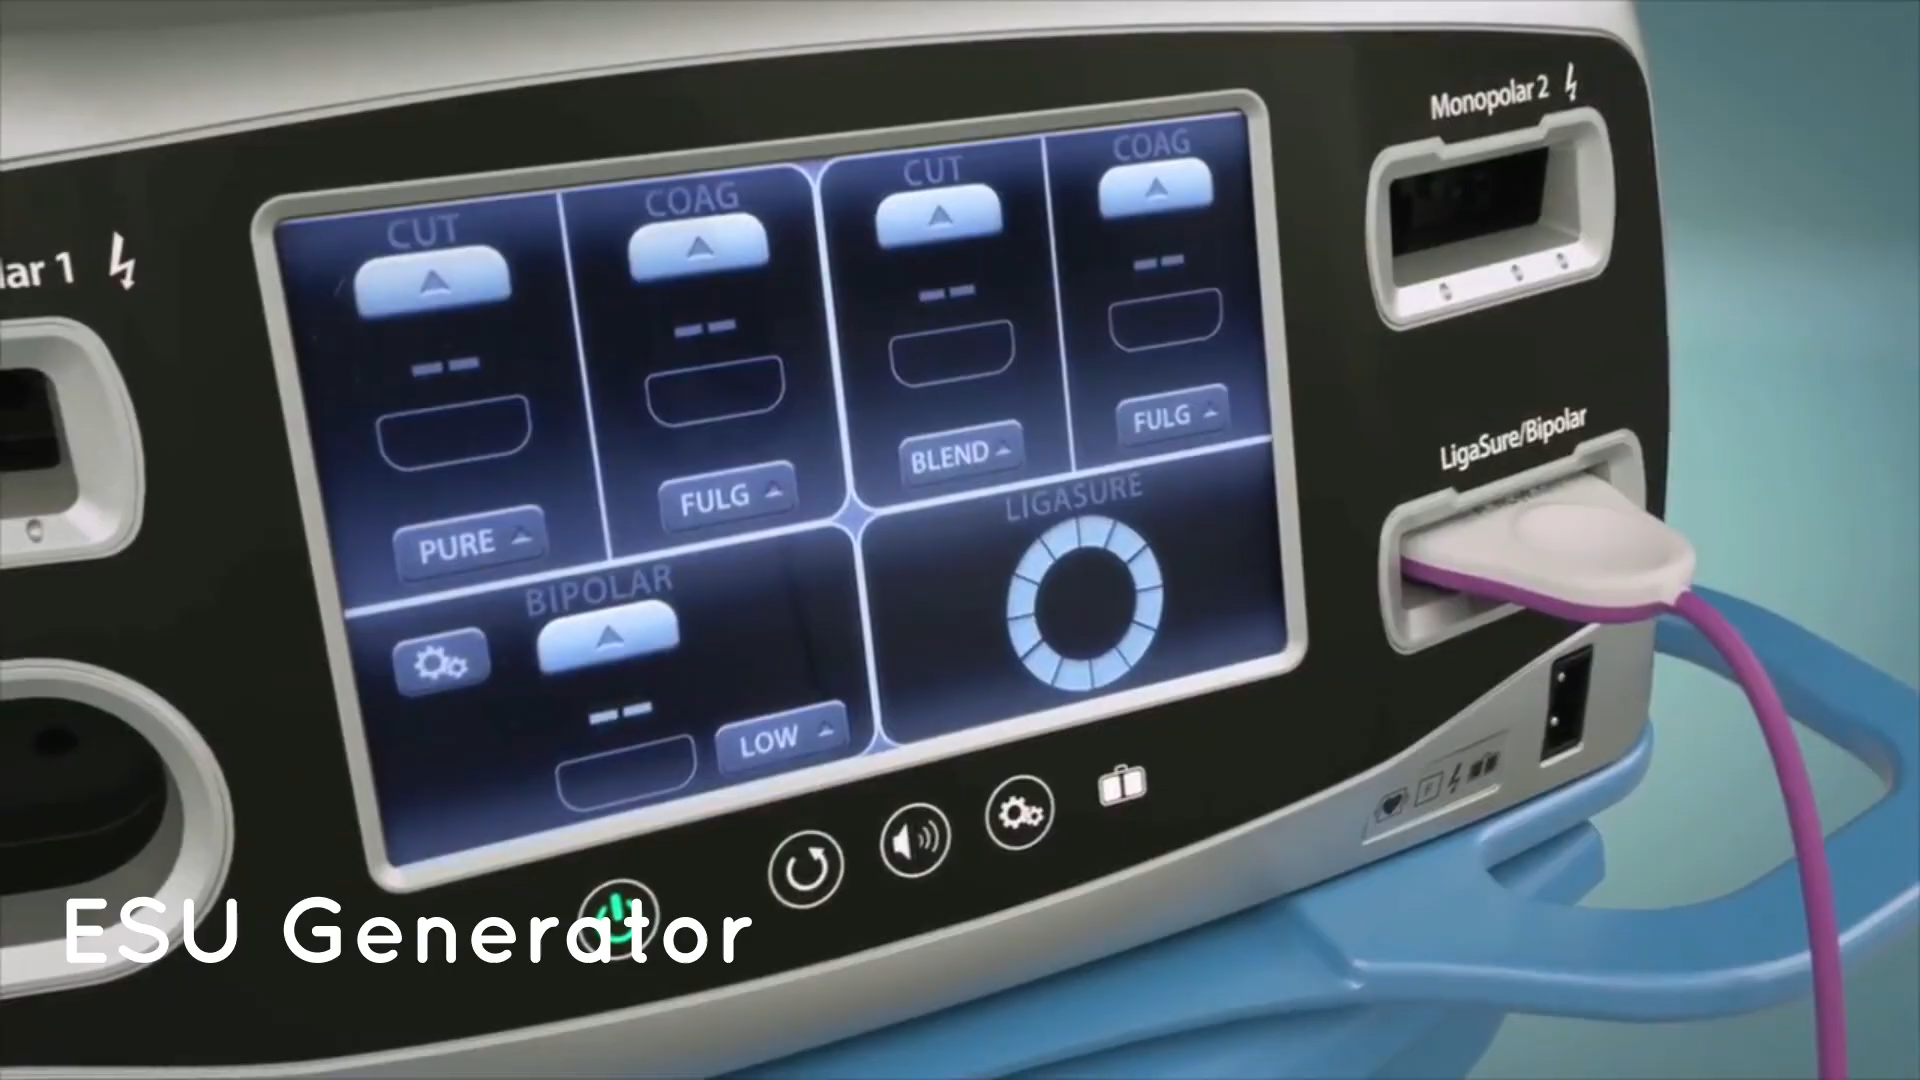 Monopolar 2
lar 1
CUT
COAG
CUT
COAG
PURE
FULG
BLEND
FULG
BIPOLAR
LOW
LIGASURE
LigaSure/Bipolar
ESU Generator